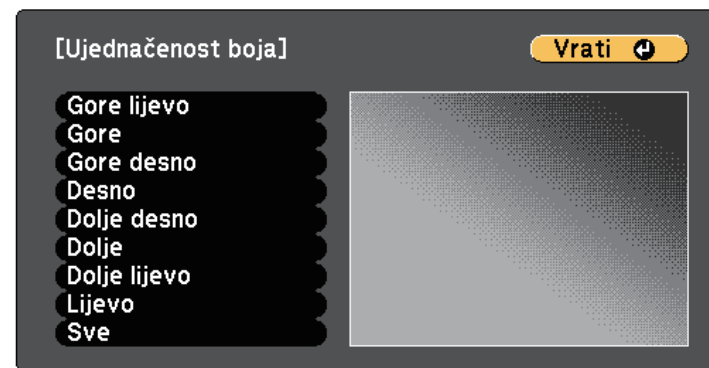 [Ujednačenost boja]
Vrati
Gore lijevo
Gore
Gore desno
Desno
Dolje desno
Dolje
Dolje lijevo
Lijevo
Sve